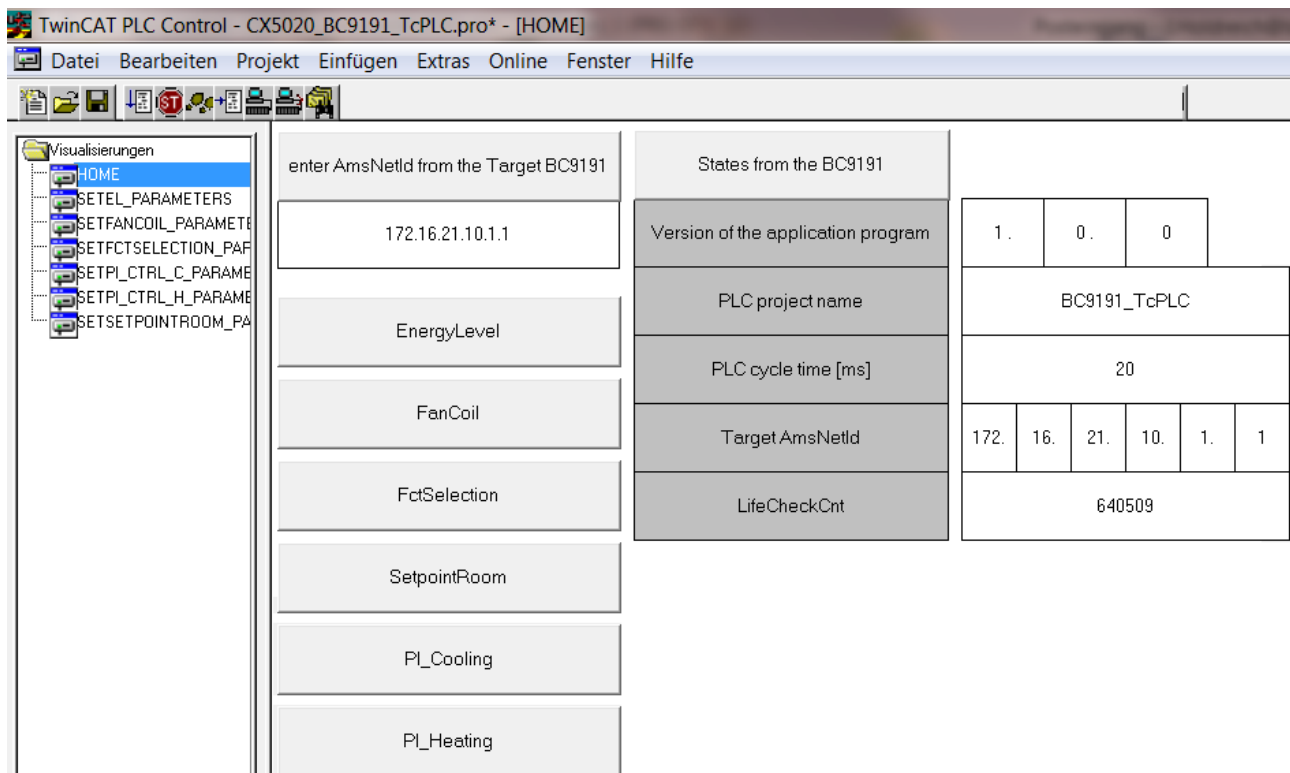 TwinCAT PLC Control - CX5020_BC9191_TcPLC.pro* - [HOME]
Datei Bearbeiten Projekt Einfügen Extras Online Fenster Hilfe
Visualisierungen
HOME
SETEL_PARAMETERS
SETFANCOIL_PARAMETE
SETFCTSELECTION_PAR
SETPI_CTRL_C_PARAME
SETPI_CTRL_H_PARAME
SETSETPOINTROOM_PA
enter AmsNetId from the Target BC9191
172.16.21.10.1.1
EnergyLevel
FanCoil
FctSelection
SetpointRoom
PI_Cooling
PI_Heating
States from the BC9191
Version of the application program 1. 0. 0
PLC project name BC9191_TcPLC
PLC cycle time [ms] 20
Target AmsNetId 172. 16. 21. 10. 1. 1
LifeCheckCnt 640509